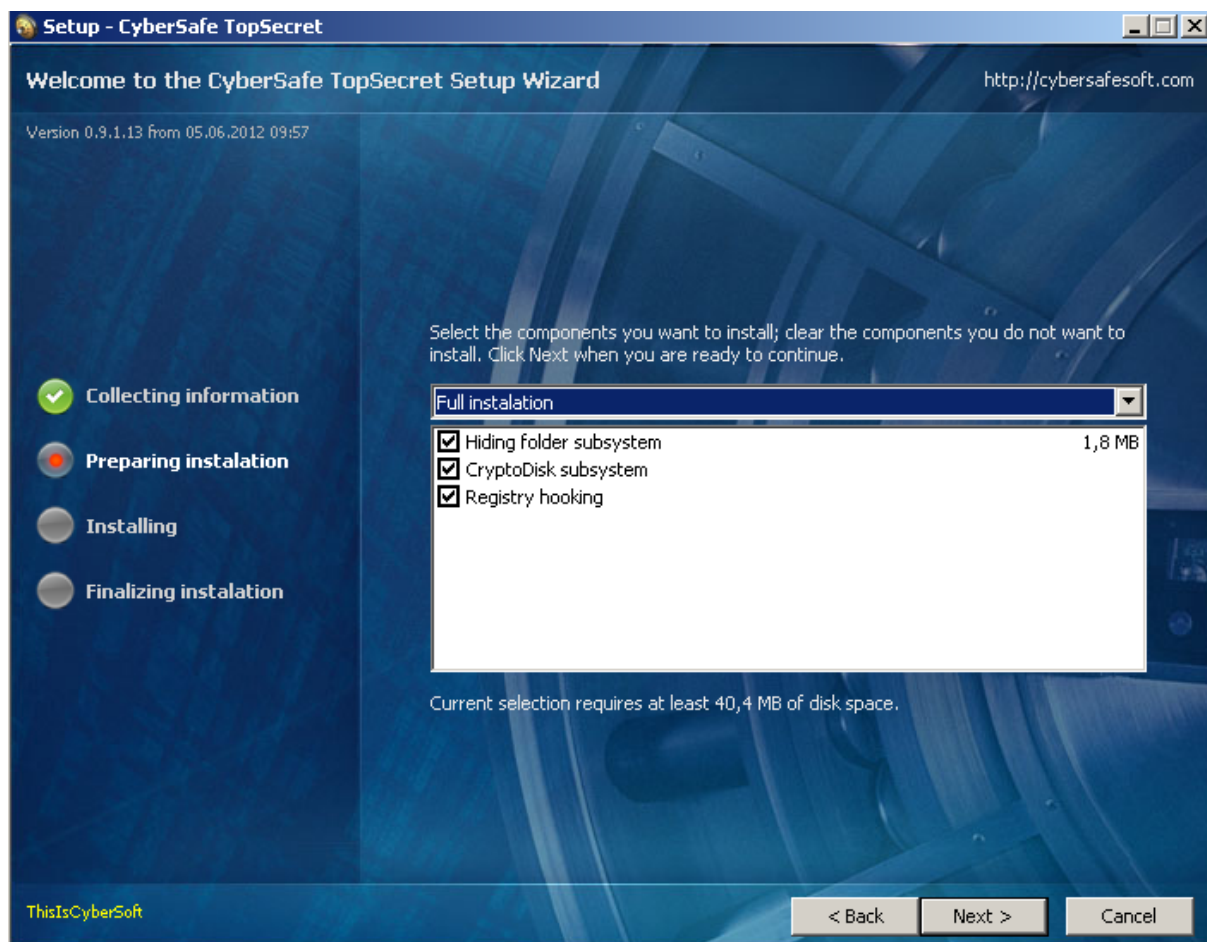 Setup - CyberSafe TopSecret
Welcome to the CyberSafe TopSecret Setup Wizard
http://cybersafesoft.com
Version 0.9.1.13 from 05.06.2012 09:57
Collecting information
Preparing instalation
Installing
Finalizing instalation
Select the components you want to install; clear the components you do not want to
install. Click Next when you are ready to continue.
Full instalation
Hiding folder subsystem 1,8 MB
CryptoDisk subsystem
Registry hooking
Current selection requires at least 40,4 MB of disk space.
ThisIsCyberSoft
< Back
Next >
Cancel